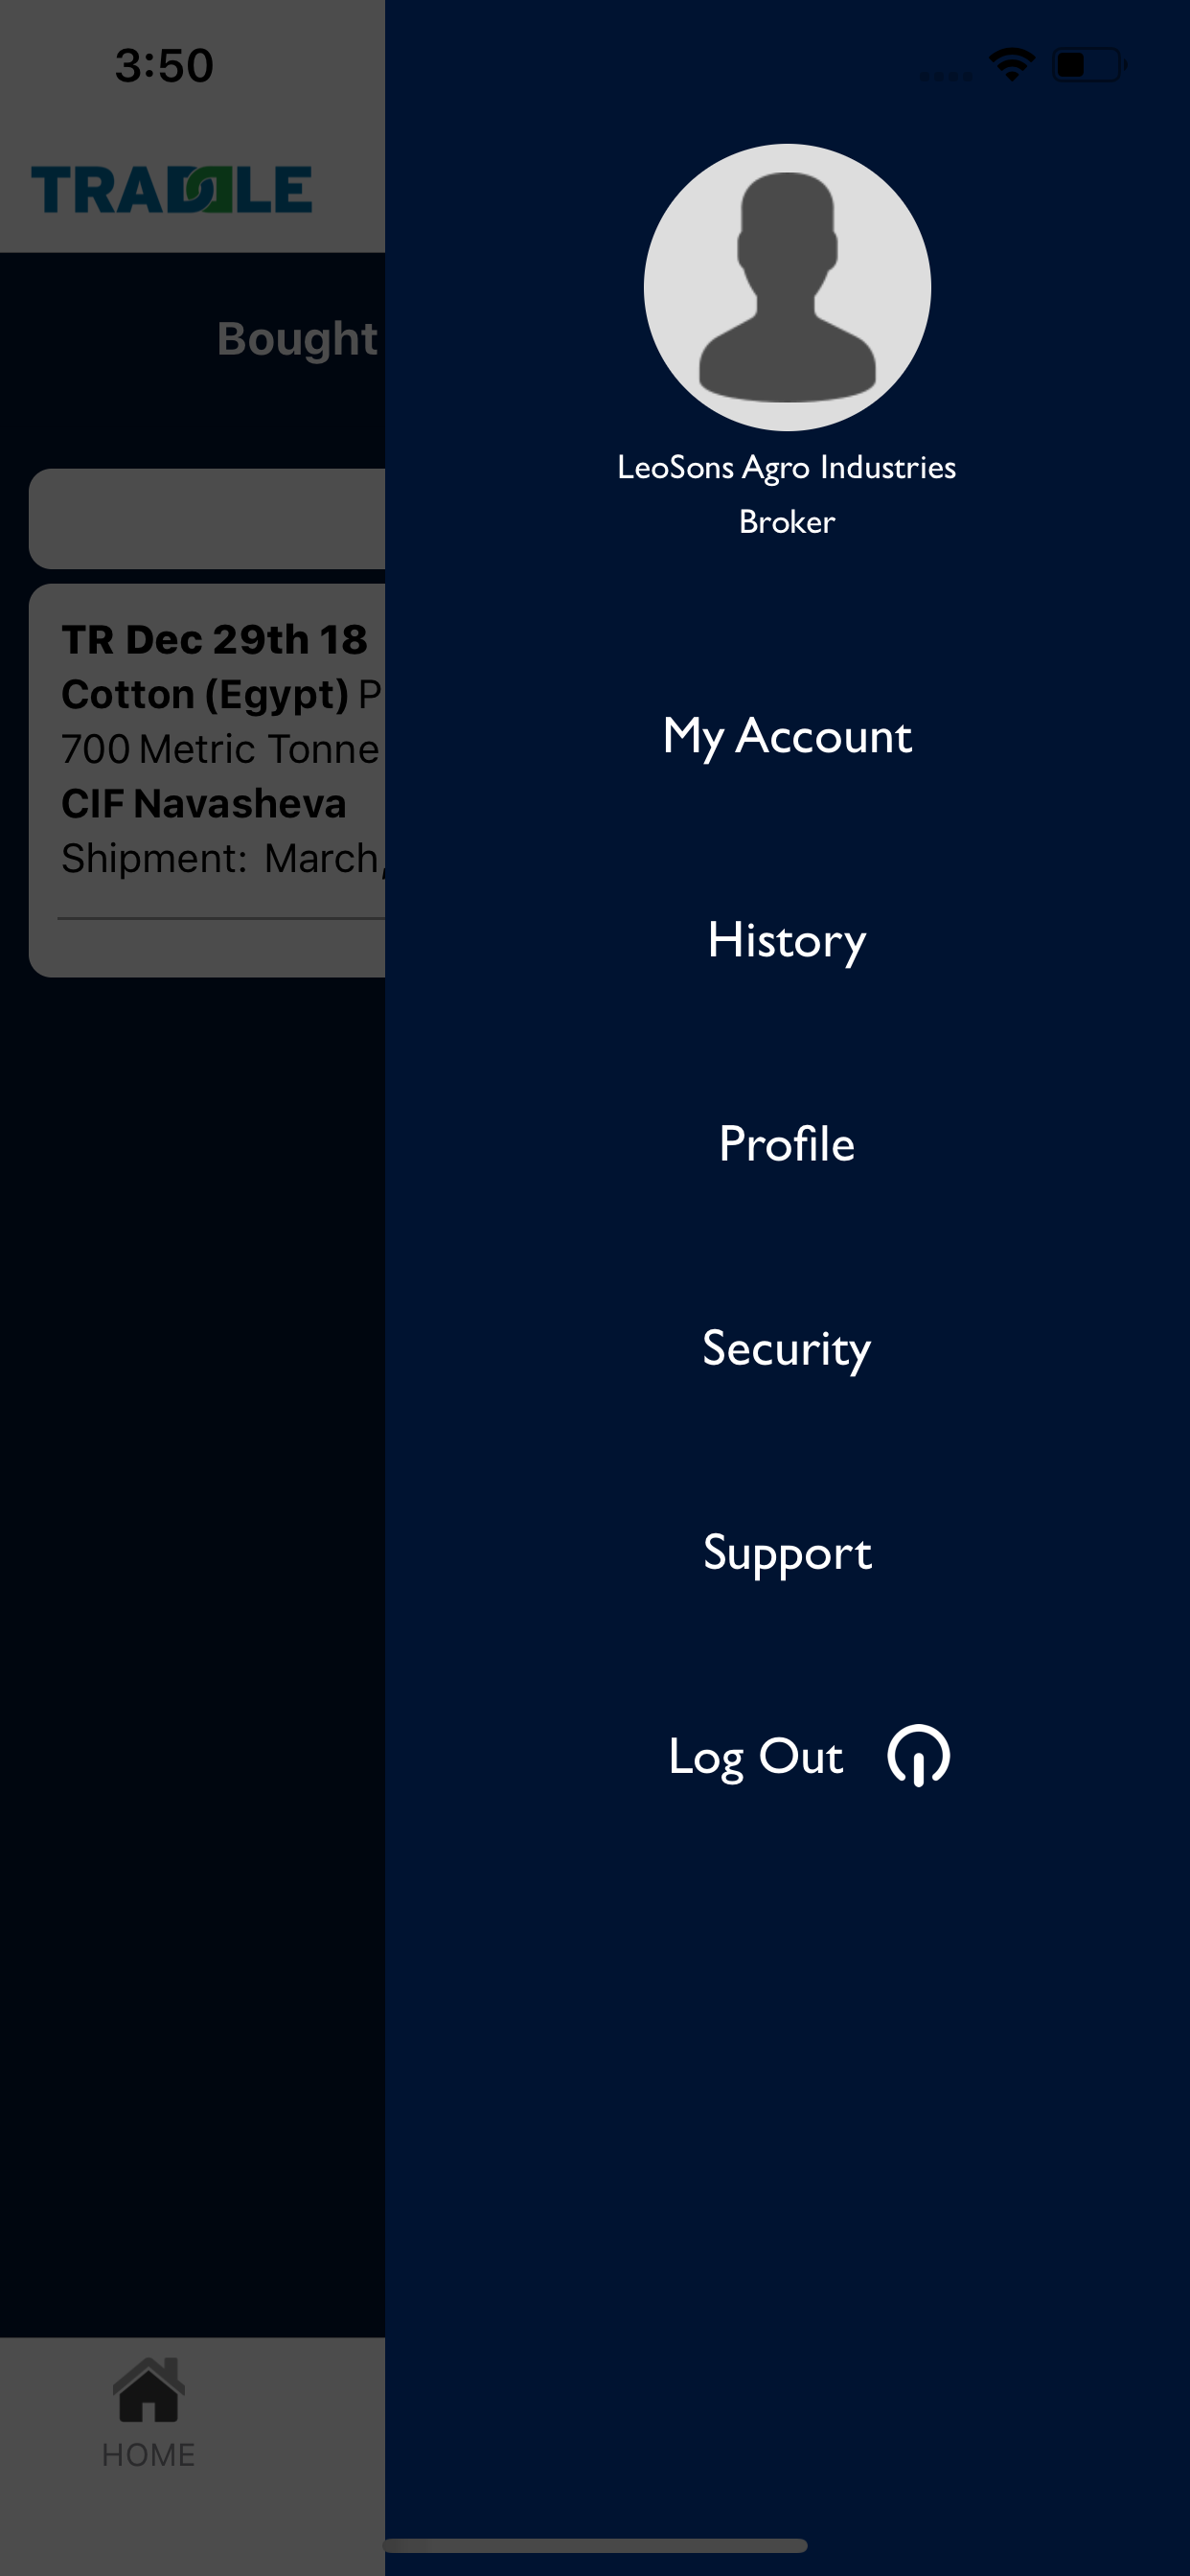 3:50
TRADDLE
Bought
TR Dec 29th 18
Cotton (Egypt) P
700 Metric Tonne
CIF Navasheva
Shipment: March,
HOME
LeoSons Agro Industries
Broker
My Account
History
Profile
Security
Support
Log Out